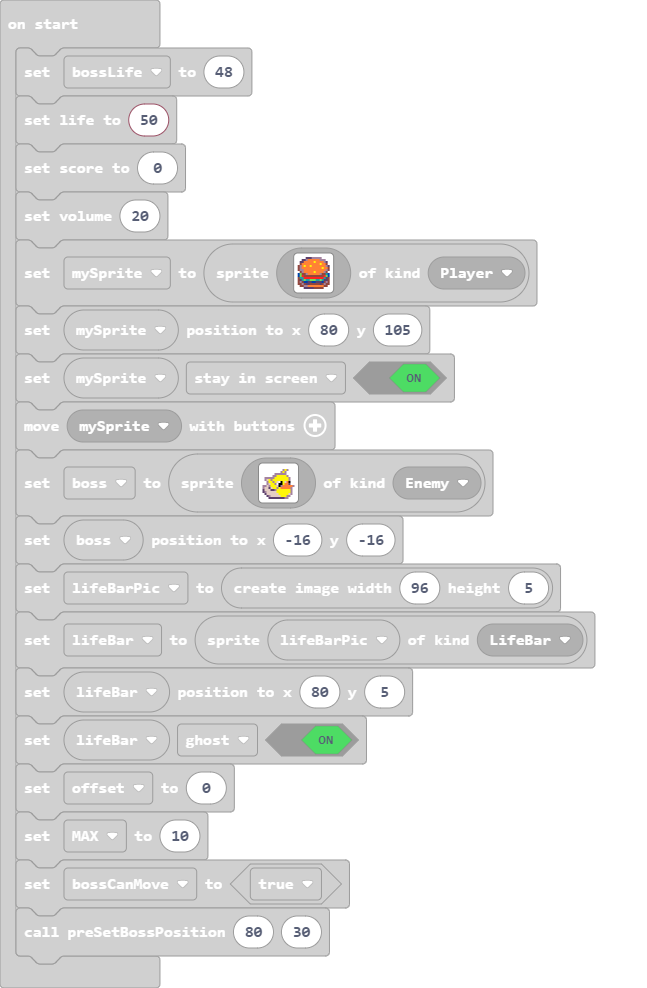 on start
set bossLife to 48
set life to 50
set score to 0
set volume 20
set mySprite to sprite of kind Player
set mySprite position to x 80 y 105
set mySprite stay in screen ON
move mySprite with buttons
set boss to sprite of kind Enemy
set boss position to x -16 y -16
set lifeBarPic to create image width 96 height 5
set lifeBar to sprite lifeBarPic of kind LifeBar
set lifeBar position to x 80 y 5
set lifeBar ghost ON
set offset to 0
set MAX to 10
set bossCanMove to true
call preSetBossPosition 80 30